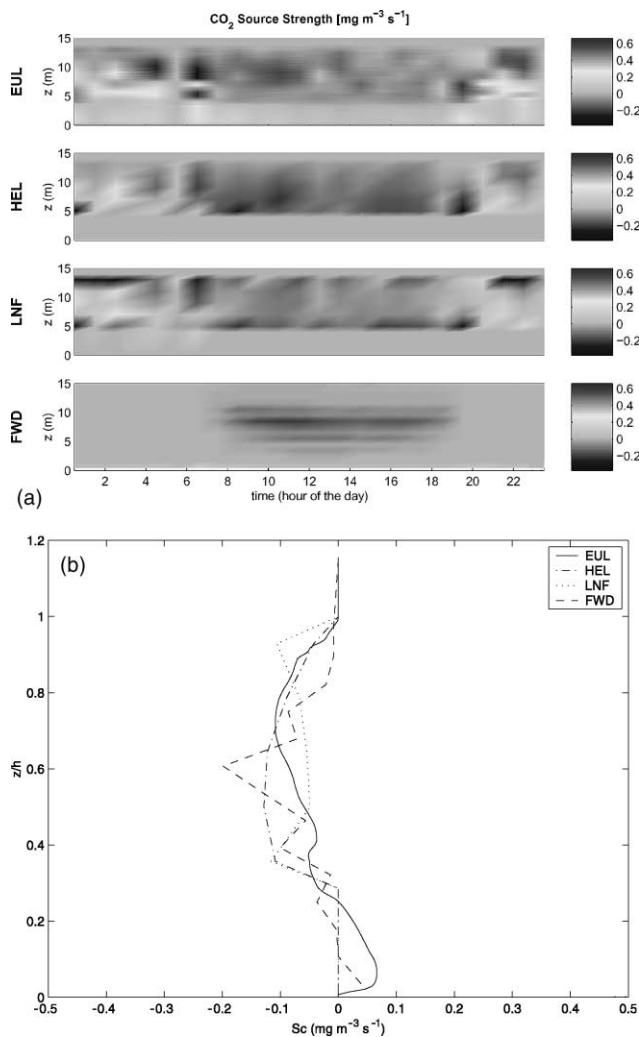 CO2 Source Strength [mg m−3 s−1]
EUL
z (m)
15
10
5
0
0.6
0.4
0.2
0
−0.2
HEL
z (m)
15
10
5
0
0.6
0.4
0.2
0
−0.2
LNF
z (m)
15
10
5
0
0.6
0.4
0.2
0
−0.2
FWD
z (m)
15
10
5
0
0.6
0.4
0.2
0
−0.2
2 4 6 8 10 12 14 16 18 20 22
time (hour of the day)
(a)
(b)
EUL
HEL
LNF
FWD
z/h
1.2
1
0.8
0.6
0.4
0.2
0
-0.5 -0.4 -0.3 -0.2 -0.1 0 0.1 0.2 0.3 0.4 0.5
Sc (mg m-3 s-1)